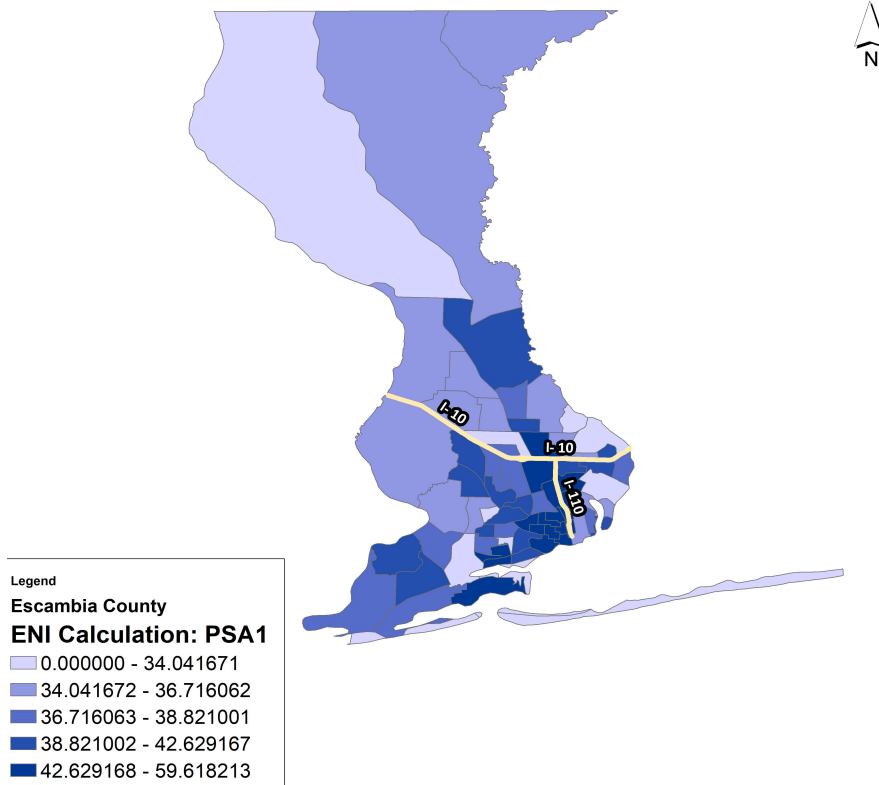 N
I- 10
I- 10
I- 110
Legend
Escambia County
ENI Calculation: PSA1
0.000000 - 34.041671
34.041672 - 36.716062
36.716063 - 38.821001
38.821002 - 42.629167
42.629168 - 59.618213